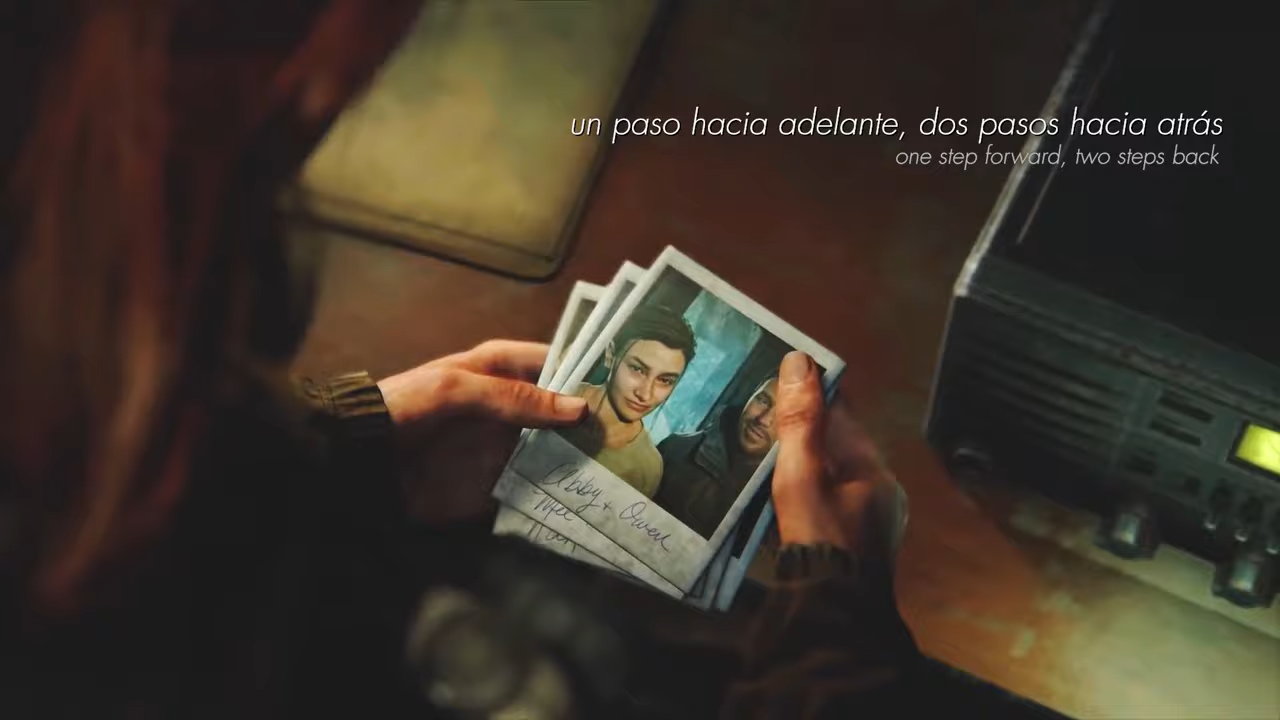 un paso hacia adelante, dos pasos hacia atrás
one step forward, two steps back
Abby + Owen